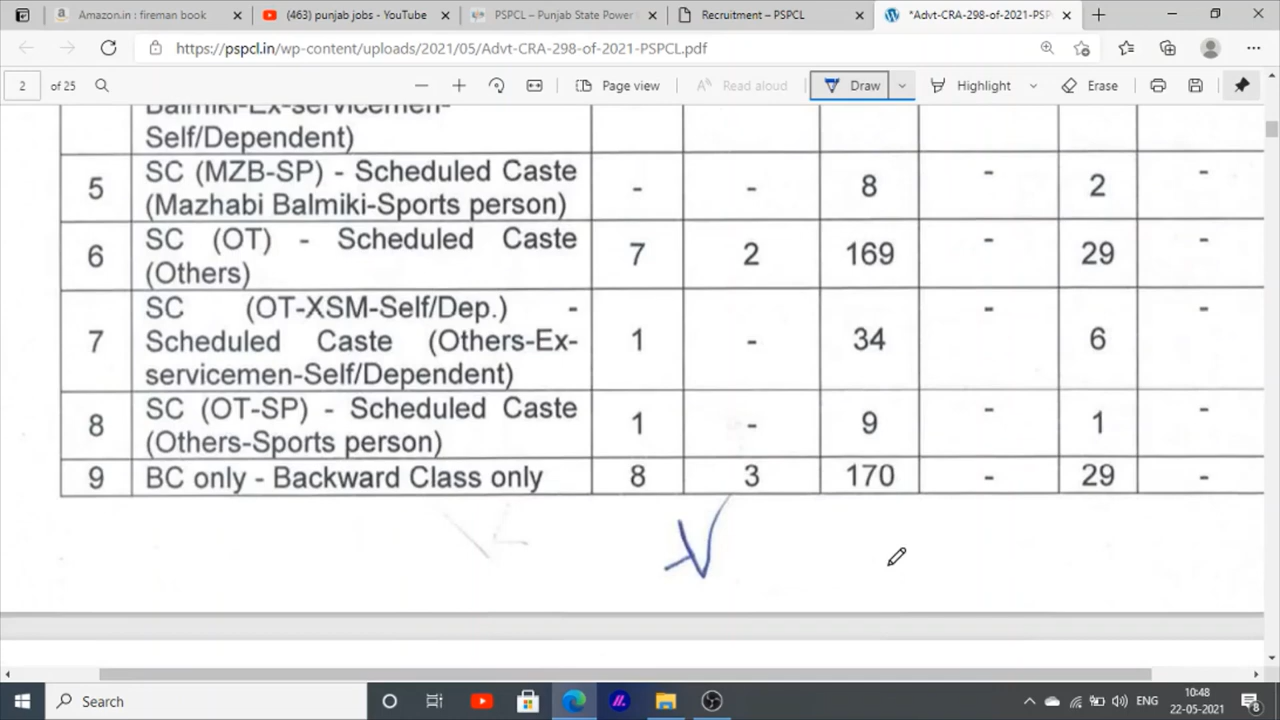 Amazon.in : fireman book
(463) punjab jobs - YouTube
PSPCL – Punjab State Power
Recruitment – PSPCL
*Advt-CRA-298-of-2021-PSPC
https://pspcl.in/wp-content/uploads/2021/05/Advt-CRA-298-of-2021-PSPCL.pdf
2 of 25
Page view
Read aloud
Draw
Highlight
Erase
Balmiki-Ex-servicemen-
Self/Dependent)
5 SC (MZB-SP) - Scheduled Caste - - 8 - 2 -
(Mazhabi Balmiki-Sports person)
6 SC (OT) - Scheduled Caste 7 2 169 - 29 -
(Others)
SC (OT-XSM-Self/Dep.) -
7 Scheduled Caste (Others-Ex- 1 - 34 - 6 -
servicemen-Self/Dependent)
8 SC (OT-SP) - Scheduled Caste 1 - 9 - 1 -
(Others-Sports person)
9 BC only - Backward Class only 8 3 170 - 29 -
Search
ENG
10:48
22-05-2021
8